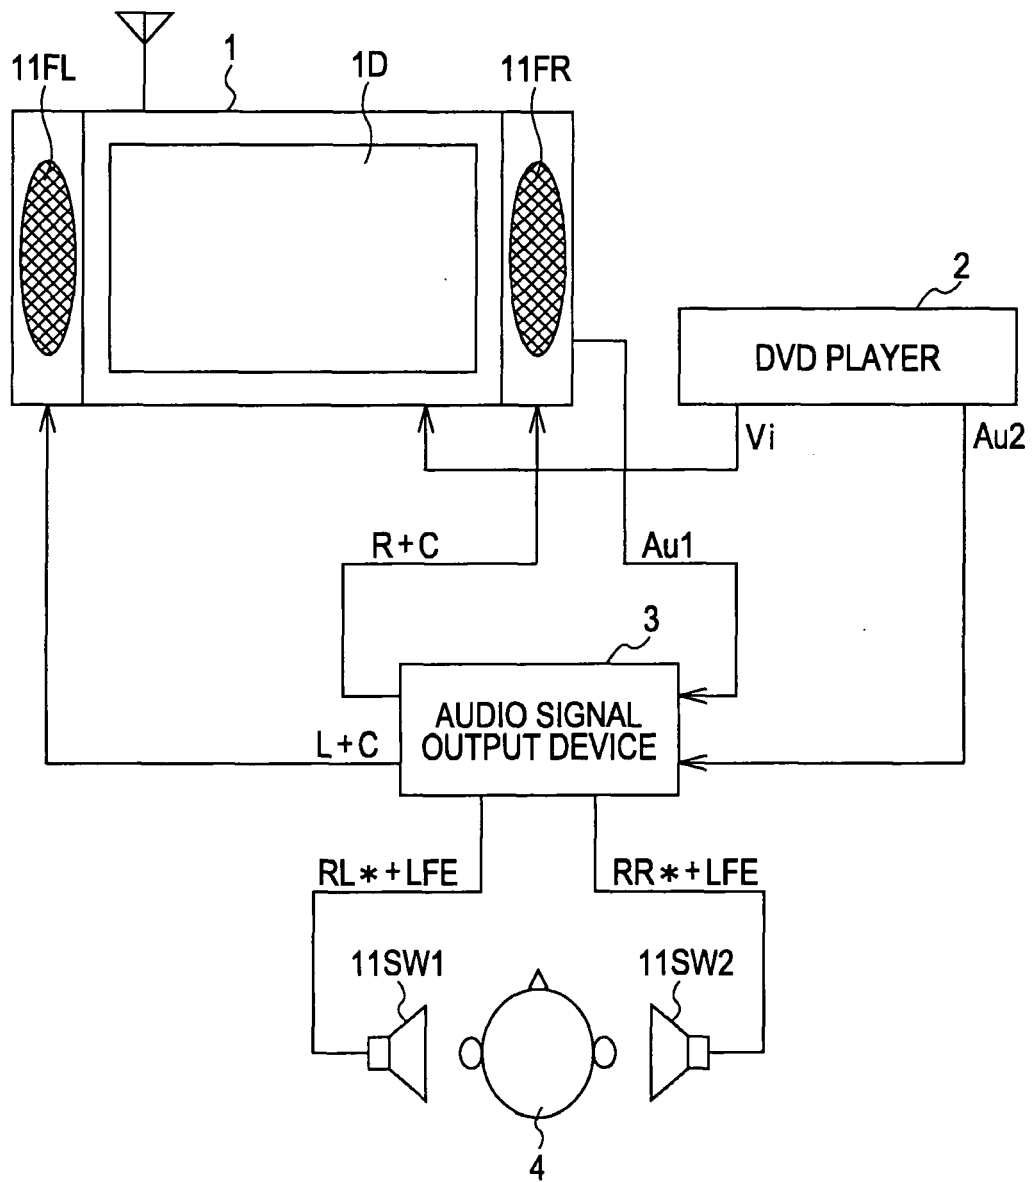 1
11FL
1D
11FR
2
DVD PLAYER
Vi
Au2
R+C
Au1
3
AUDIO SIGNAL
OUTPUT DEVICE
L+C
RL*+LFE
RR*+LFE
11SW1
11SW2
4